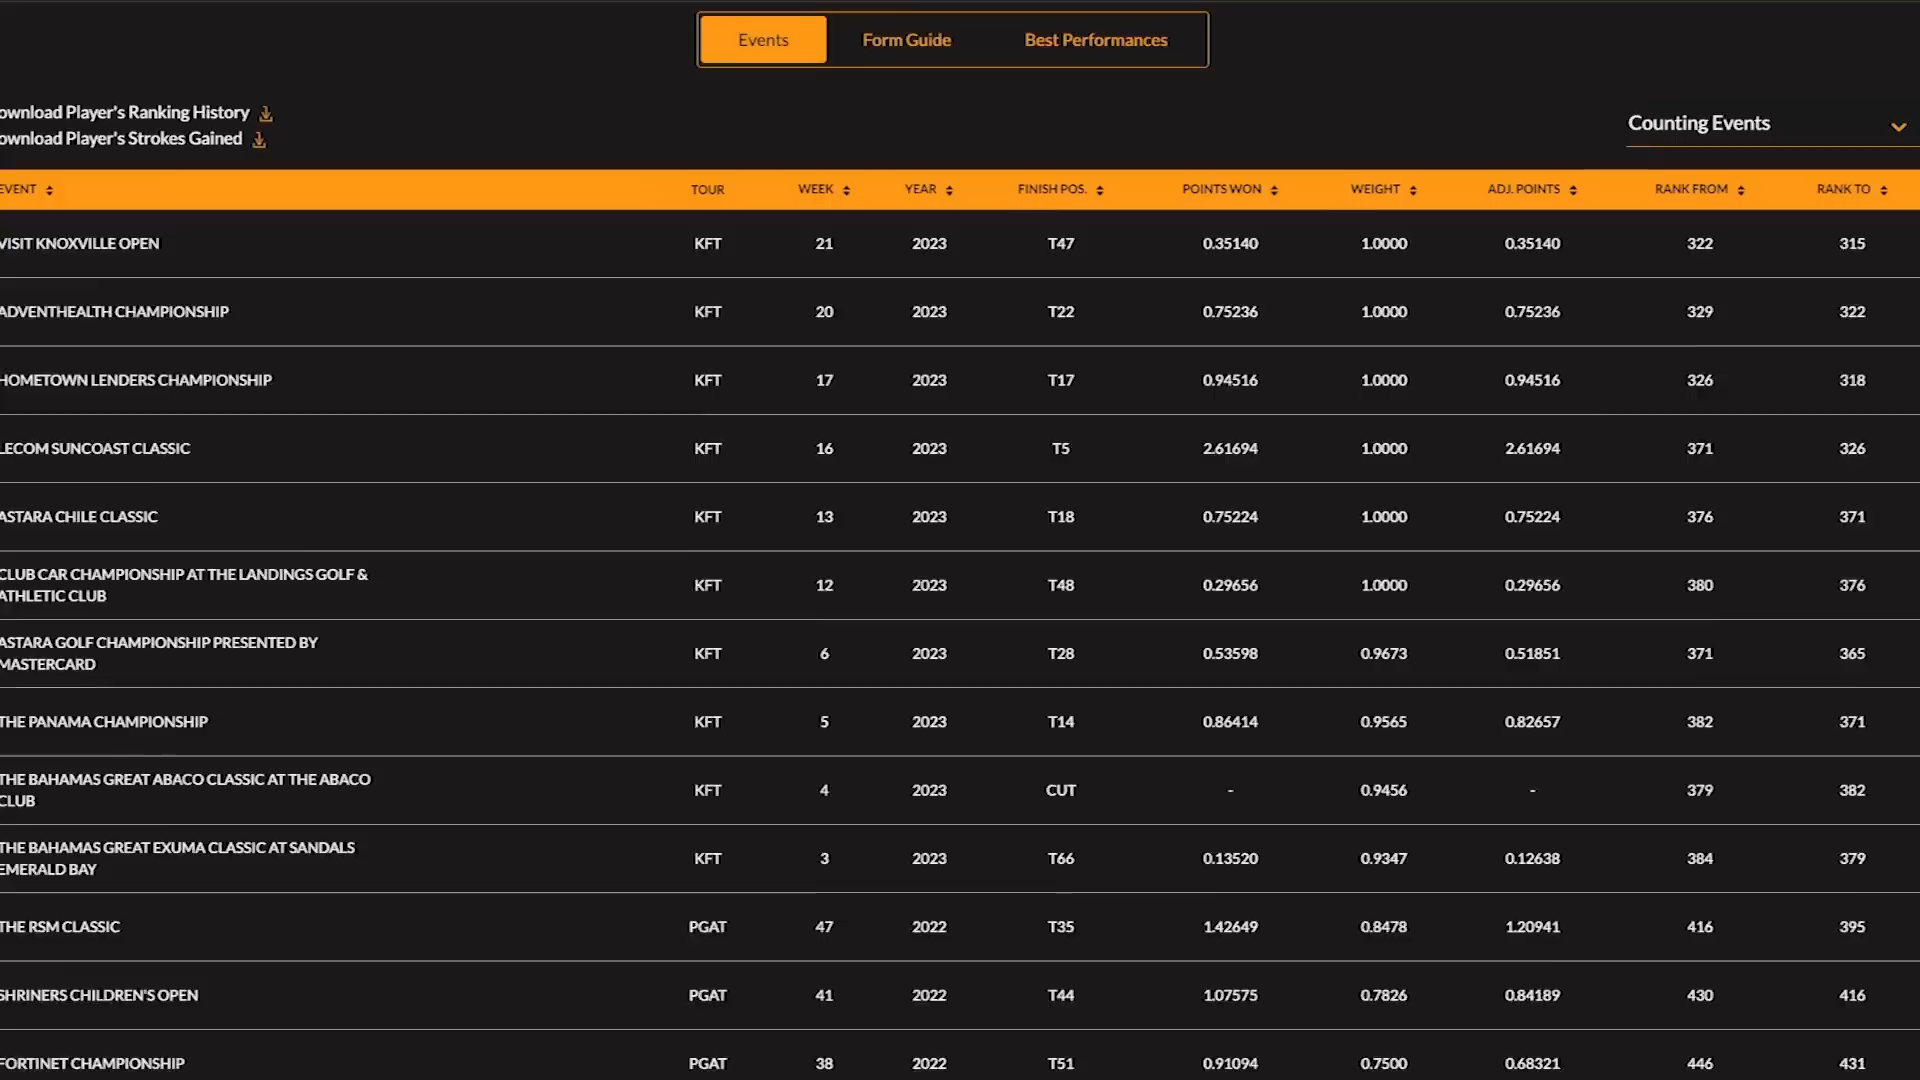 Events Form Guide Best Performances
ownload Player's Ranking History
ownload Player's Strokes Gained
Counting Events
EVENT TOUR WEEK YEAR FINISH POS. POINTS WON WEIGHT ADJ. POINTS RANK FROM RANK TO
VISIT KNOXVILLE OPEN KFT 21 2023 T47 0.35140 1.0000 0.35140 322 315
ADVENTHEALTH CHAMPIONSHIP KFT 20 2023 T22 0.75236 1.0000 0.75236 329 322
HOMETOWN LENDERS CHAMPIONSHIP KFT 17 2023 T17 0.94516 1.0000 0.94516 326 318
LECOM SUNCOAST CLASSIC KFT 16 2023 T5 2.61694 1.0000 2.61694 371 326
ASTARA CHILE CLASSIC KFT 13 2023 T18 0.75224 1.0000 0.75224 376 371
CLUB CAR CHAMPIONSHIP AT THE LANDINGS GOLF &
ATHLETIC CLUB KFT 12 2023 T48 0.29656 1.0000 0.29656 380 376
ASTARA GOLF CHAMPIONSHIP PRESENTED BY
MASTERCARD KFT 6 2023 T28 0.53598 0.9673 0.51851 371 365
THE PANAMA CHAMPIONSHIP KFT 5 2023 T14 0.86414 0.9565 0.82657 382 371
THE BAHAMAS GREAT ABACO CLASSIC AT THE ABACO
CLUB KFT 4 2023 CUT - 0.9456 - 379 382
THE BAHAMAS GREAT EXUMA CLASSIC AT SANDALS
EMERALD BAY KFT 3 2023 T66 0.13520 0.9347 0.12638 384 379
THE RSM CLASSIC PGAT 47 2022 T35 1.42649 0.8478 1.20941 416 395
SHRINERS CHILDREN'S OPEN PGAT 41 2022 T44 1.07575 0.7826 0.84189 430 416
FORTINET CHAMPIONSHIP PGAT 38 2022 T51 0.91094 0.7500 0.68321 446 431